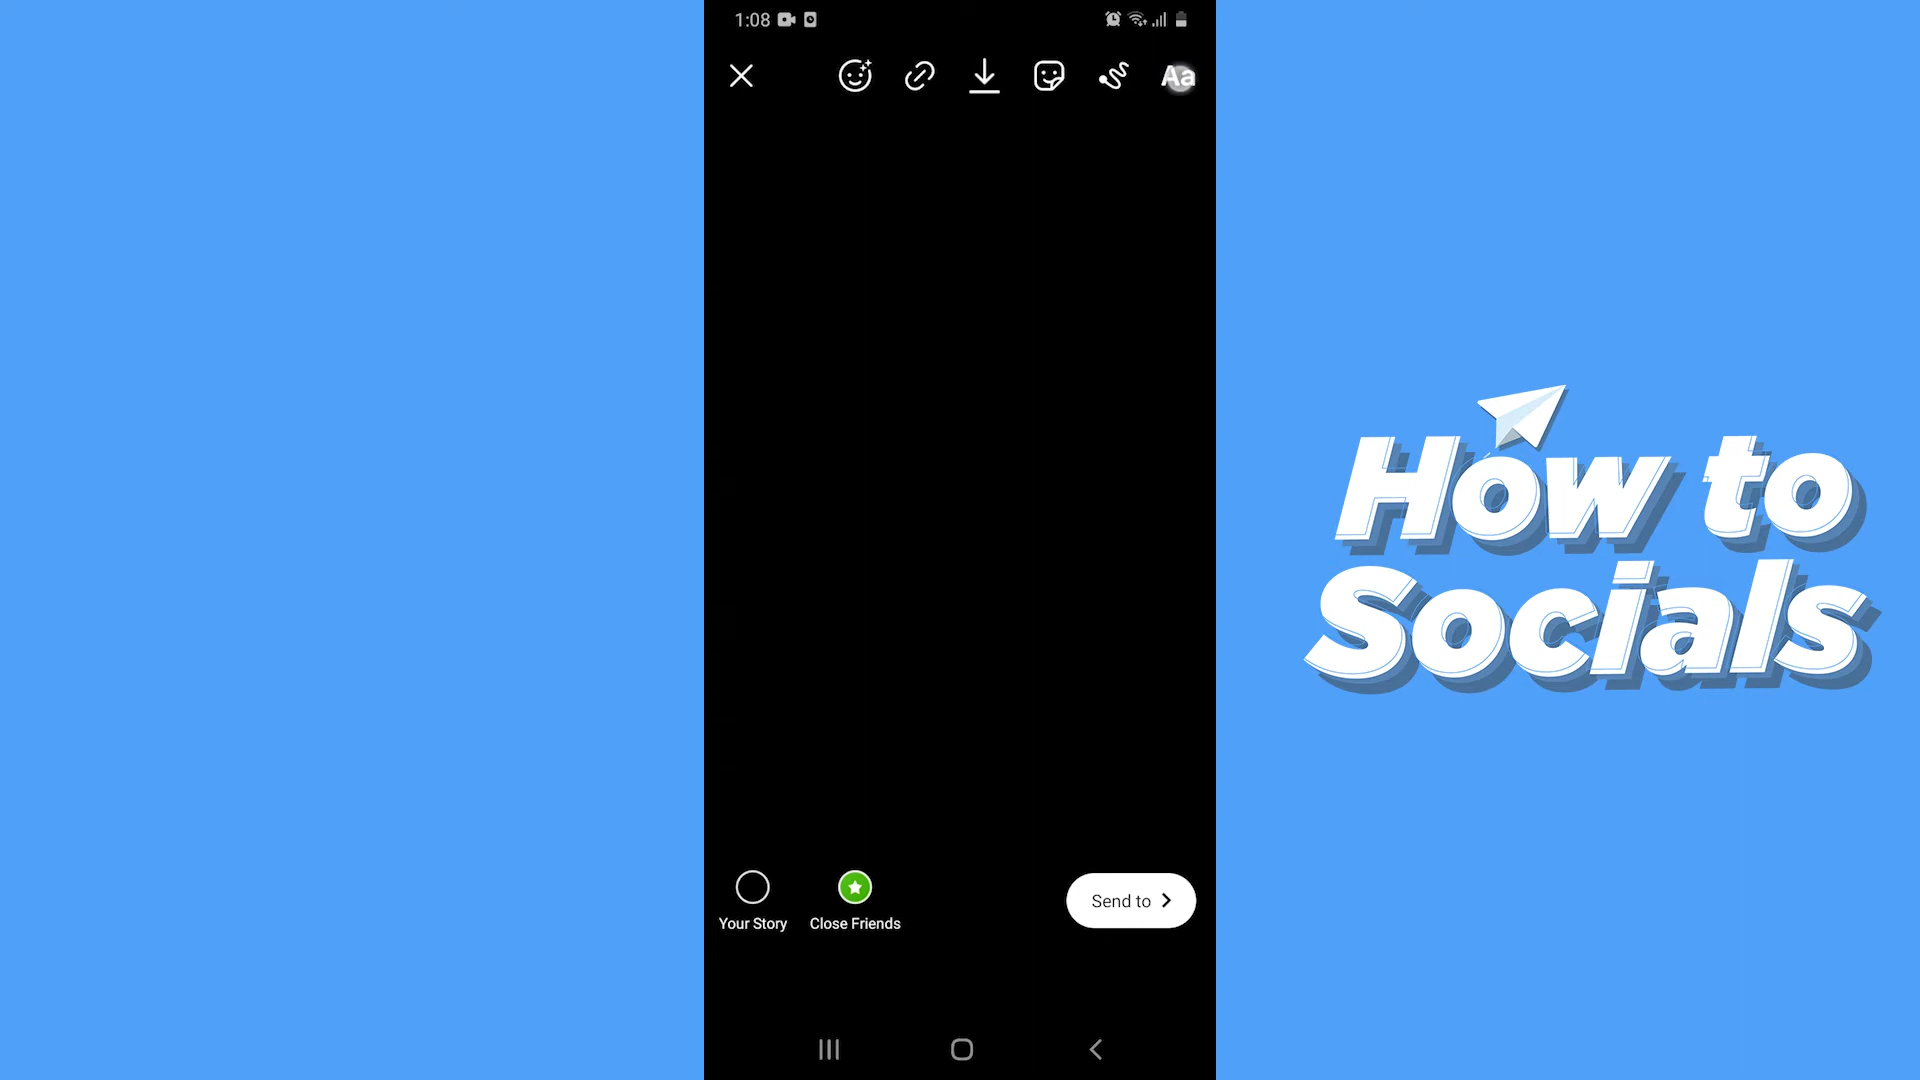 1:08
Aa
Your Story
Close Friends
Send to
How to
Socials